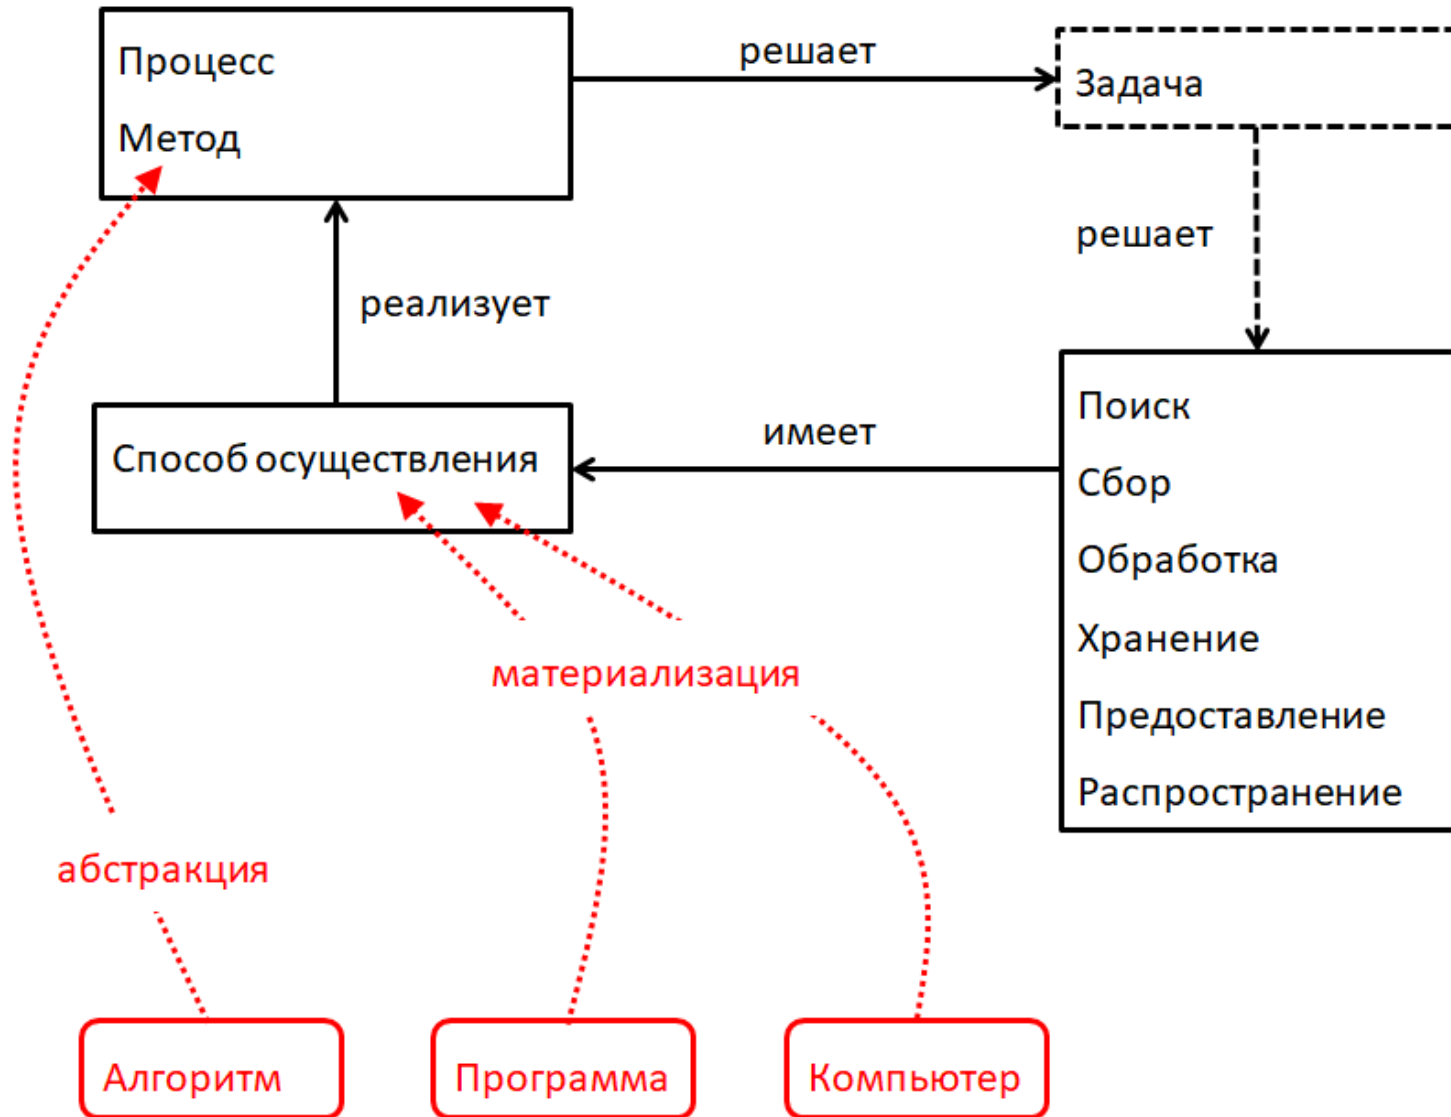 Процесс
Метод
решает
Задача
решает
реализует
Способ осуществления
имеет
Поиск
Сбор
Обработка
Хранение
Предоставление
Распространение
материализация
абстракция
Алгоритм
Программа
Компьютер